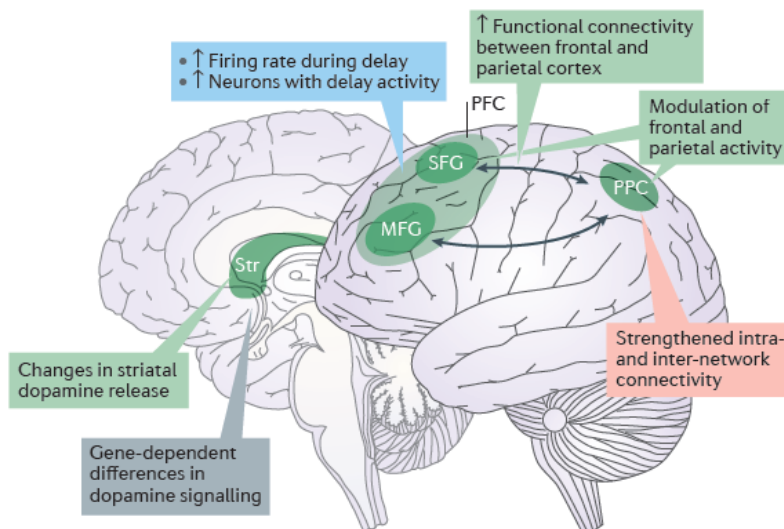 • ↑ Firing rate during delay
• ↑ Neurons with delay activity
↑ Functional connectivity
between frontal and
parietal cortex
PFC
Modulation of
frontal and
parietal activity
SFG
PPC
MFG
Str
Changes in striatal
dopamine release
Strengthened intra-
and inter-network
connectivity
Gene-dependent
differences in
dopamine signalling